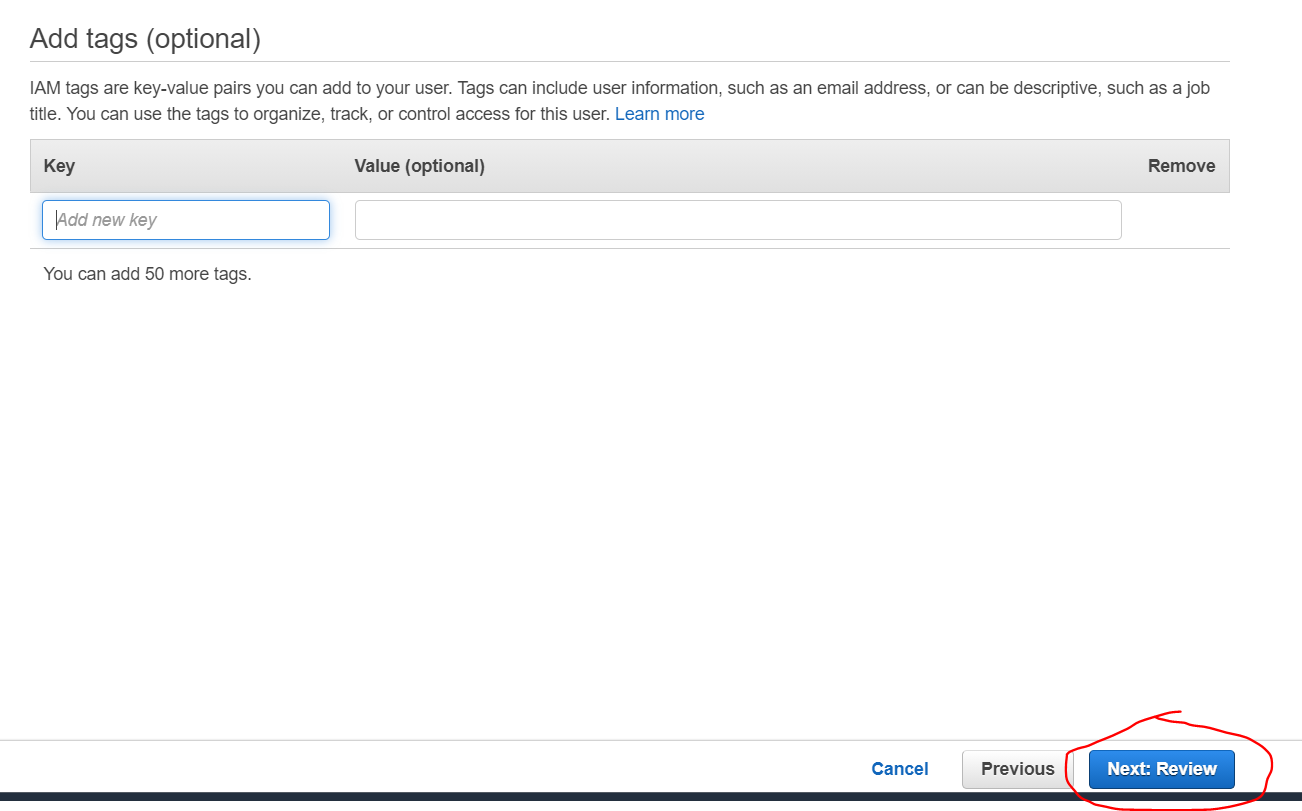 Add tags (optional)
IAM tags are key-value pairs you can add to your user. Tags can include user information, such as an email address, or can be descriptive, such as a job
title. You can use the tags to organize, track, or control access for this user. Learn more
Key Value (optional) Remove
Add new key
You can add 50 more tags.
Cancel Previous Next: Review